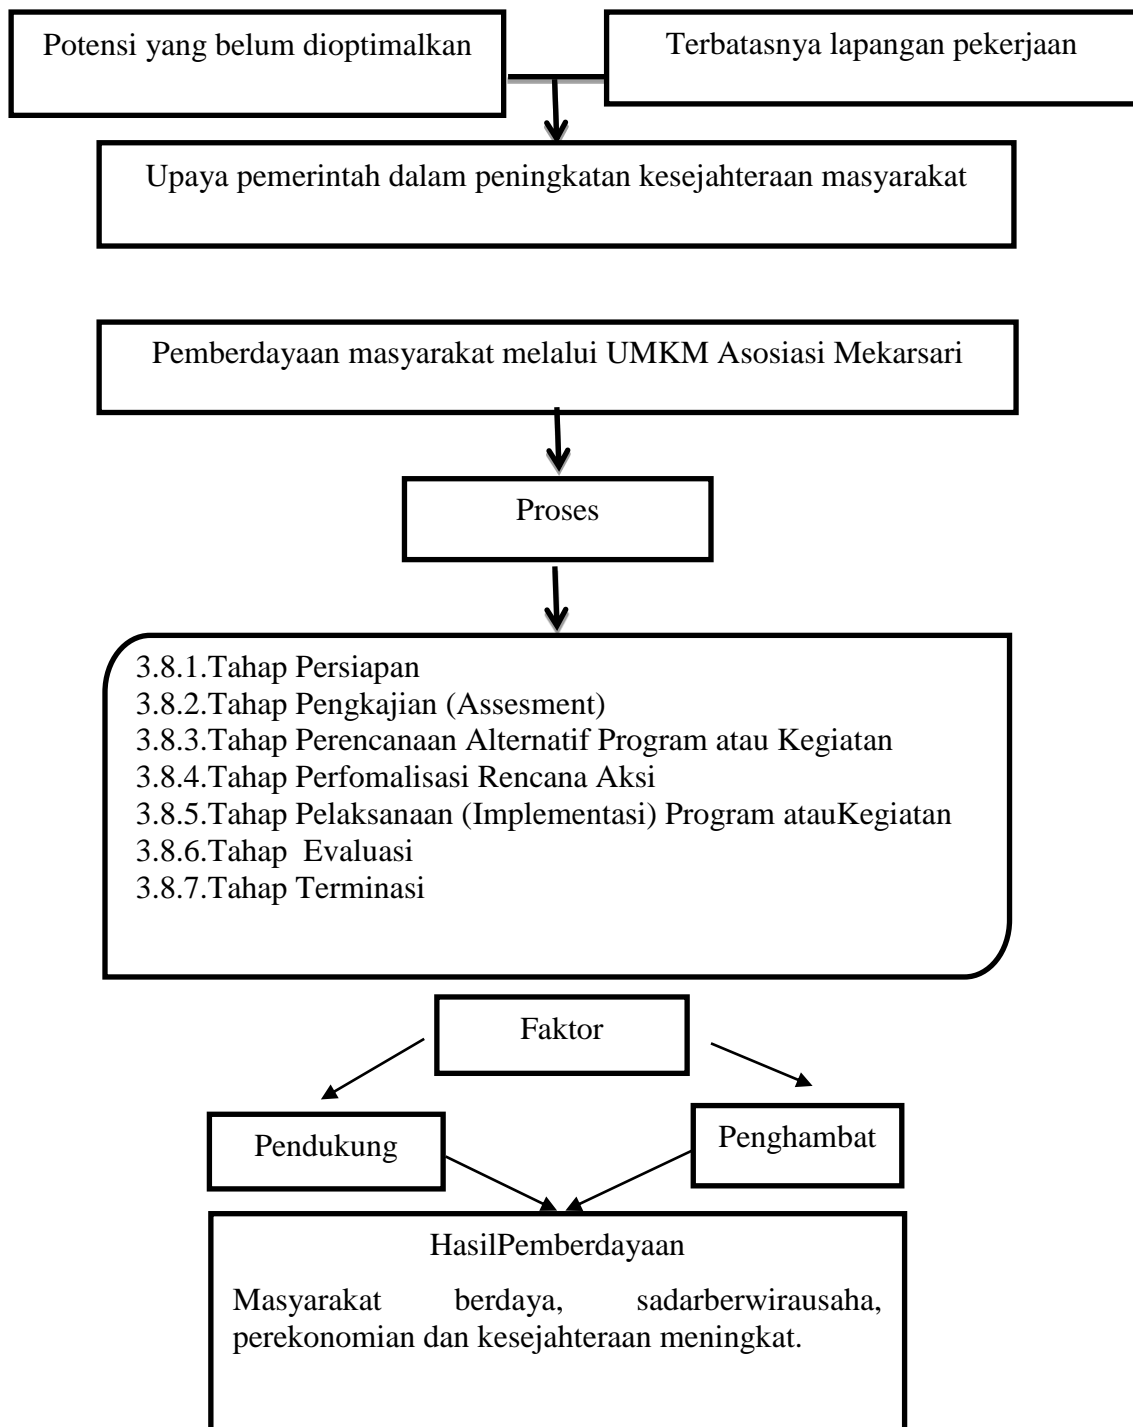 Potensi yang belum dioptimalkan
Terbatasnya lapangan pekerjaan
Upaya pemerintah dalam peningkatan kesejahteraan masyarakat
Pemberdayaan masyarakat melalui UMKM Asosiasi Mekarsari
Proses
3.8.1.Tahap Persiapan
3.8.2.Tahap Pengkajian (Assesment)
3.8.3.Tahap Perencanaan Alternatif Program atau Kegiatan
3.8.4.Tahap Perfomalisasi Rencana Aksi
3.8.5.Tahap Pelaksanaan (Implementasi) Program atauKegiatan
3.8.6.Tahap  Evaluasi
3.8.7.Tahap Terminasi
Faktor
Pendukung
Penghambat
HasilPemberdayaan
Masyarakat berdaya, sadarberwirausaha,
perekonomian dan kesejahteraan meningkat.